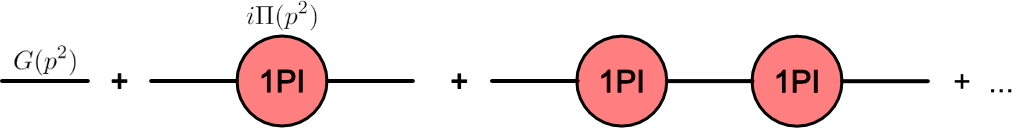 iΠ(p²)
G(p²) + 1PI + 1PI 1PI + ...